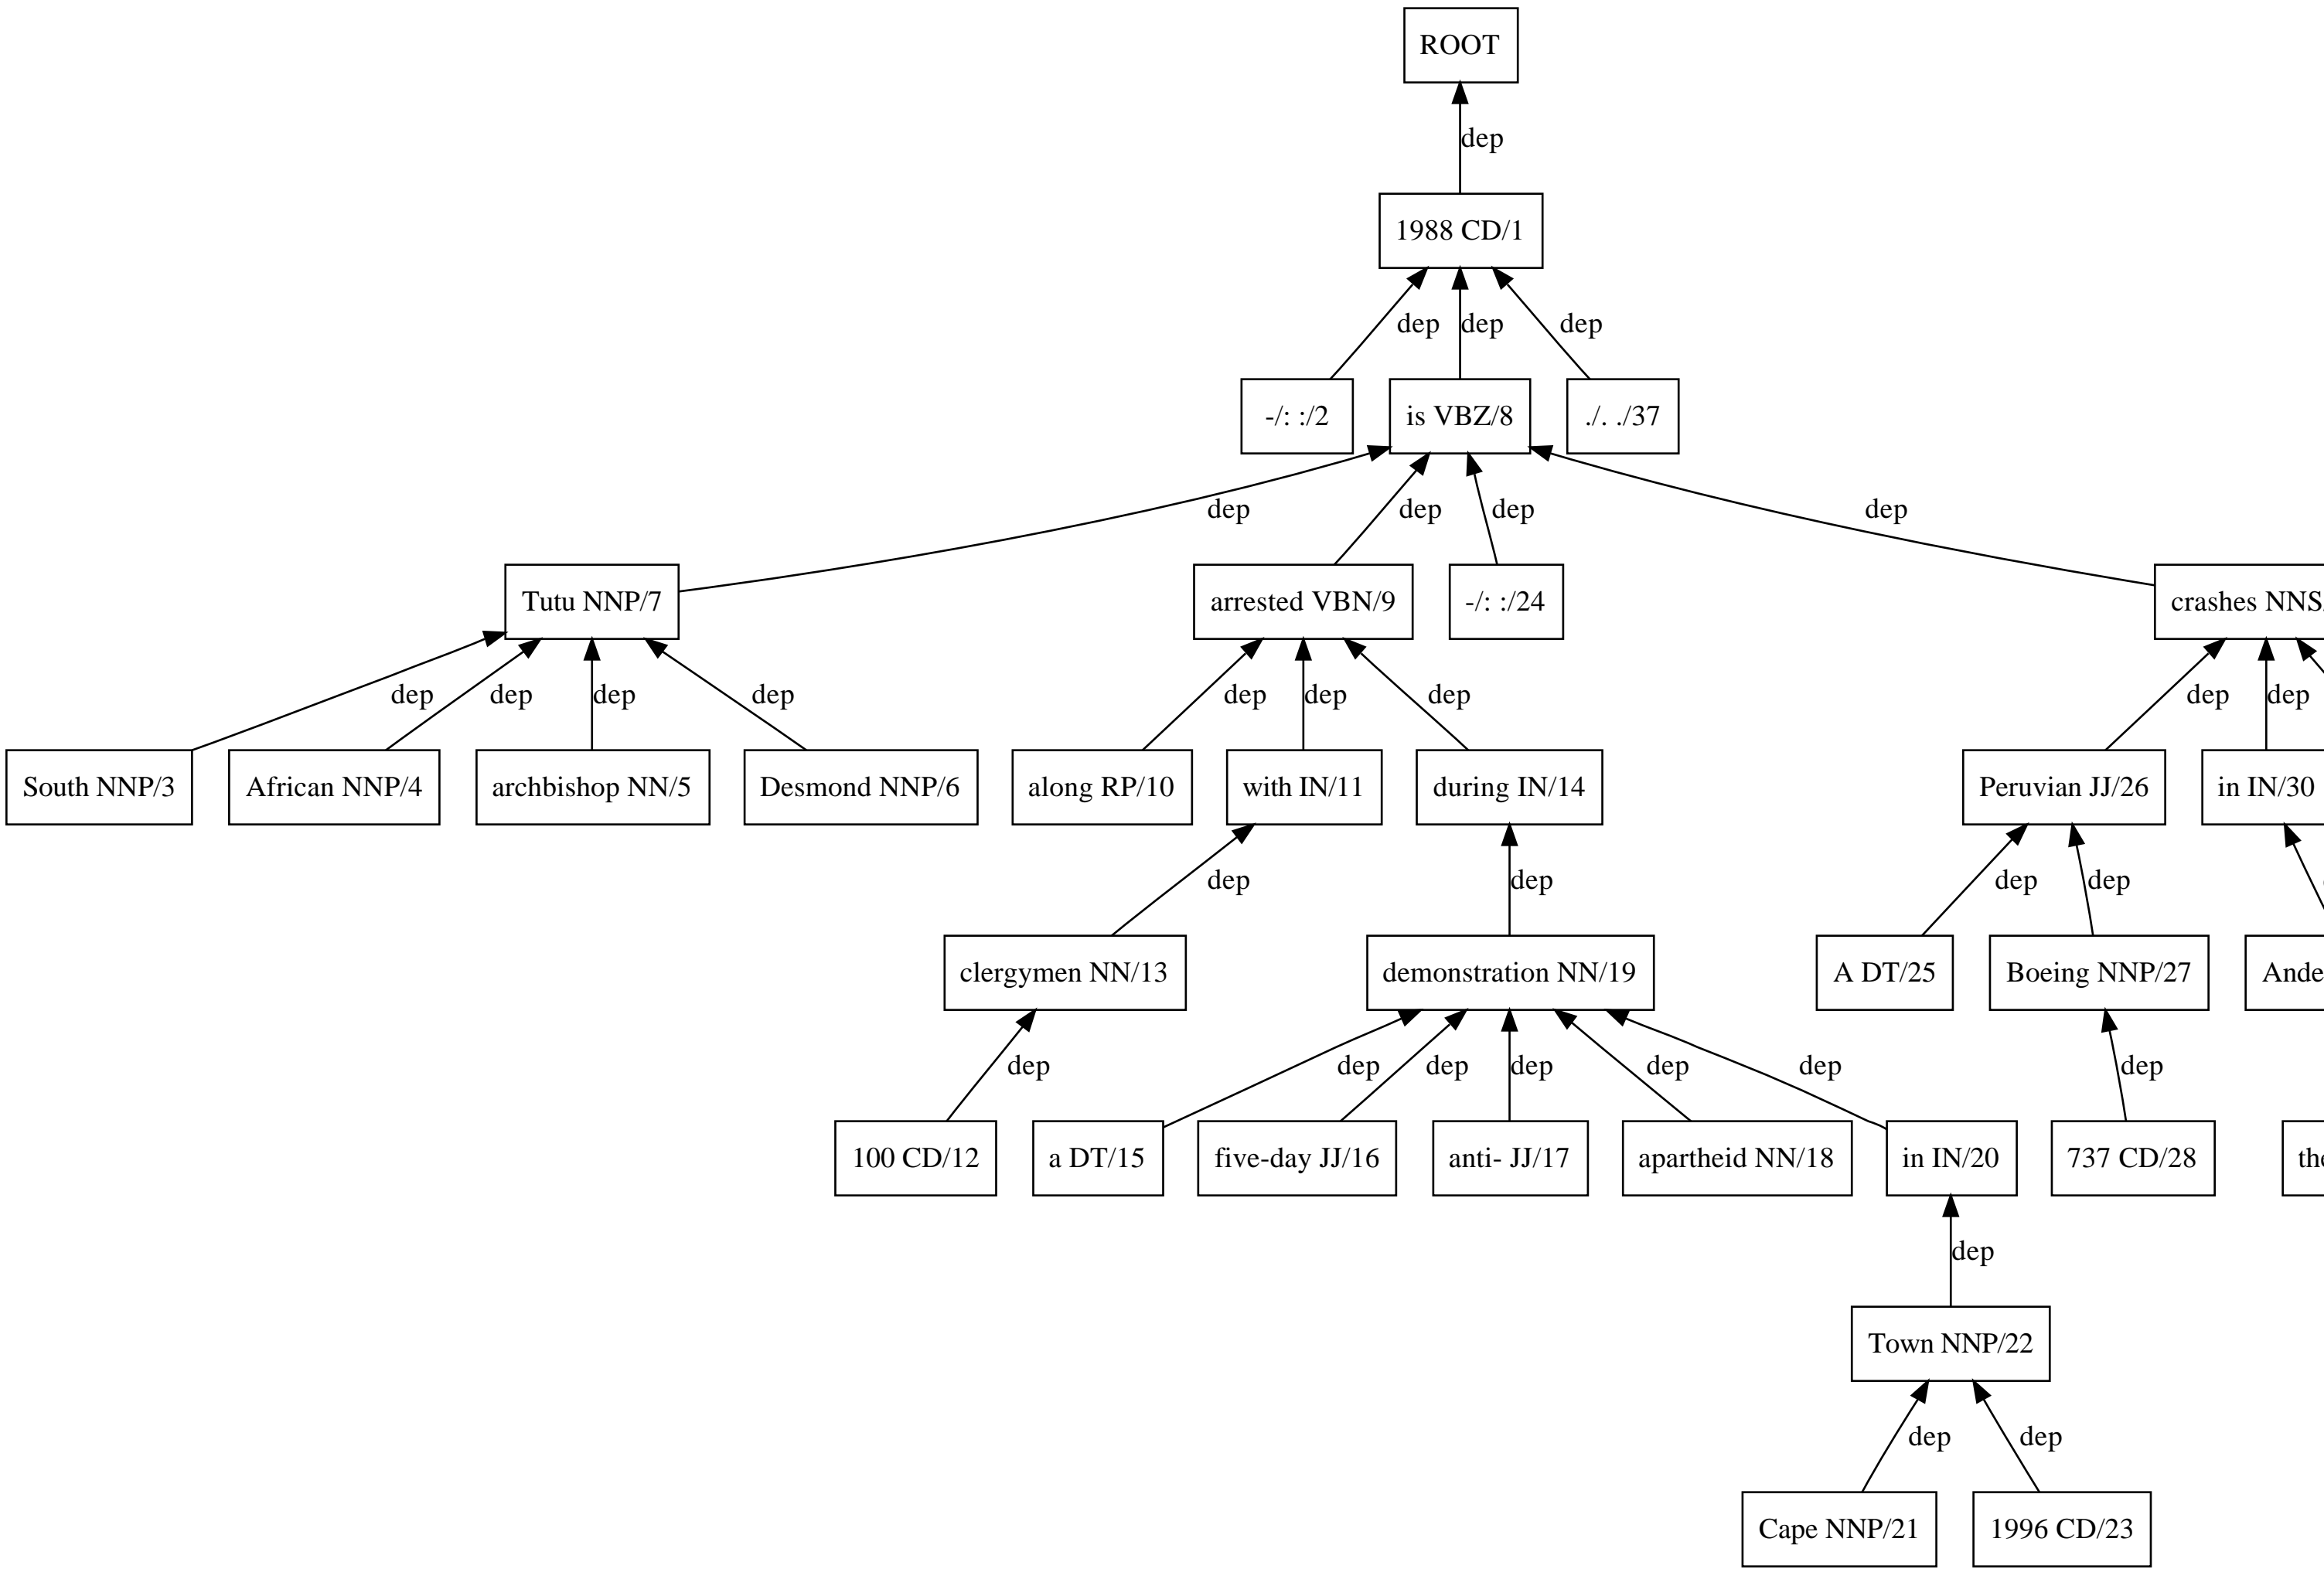 ROOT
dep
1988 CD/1
dep dep dep
-/: :/2 is VBZ/8 ./. ./37
dep dep dep dep
Tutu NNP/7 arrested VBN/9 -/: :/24 crashes NNS
dep dep dep dep dep dep dep dep dep
South NNP/3 African NNP/4 archbishop NN/5 Desmond NNP/6 along RP/10 with IN/11 during IN/14 Peruvian JJ/26 in IN/30
dep dep dep dep
clergymen NN/13 demonstration NN/19 A DT/25 Boeing NNP/27 Ande
dep dep dep dep dep dep dep
100 CD/12 a DT/15 five-day JJ/16 anti- JJ/17 apartheid NN/18 in IN/20 737 CD/28 the
dep
Town NNP/22
dep dep
Cape NNP/21 1996 CD/23